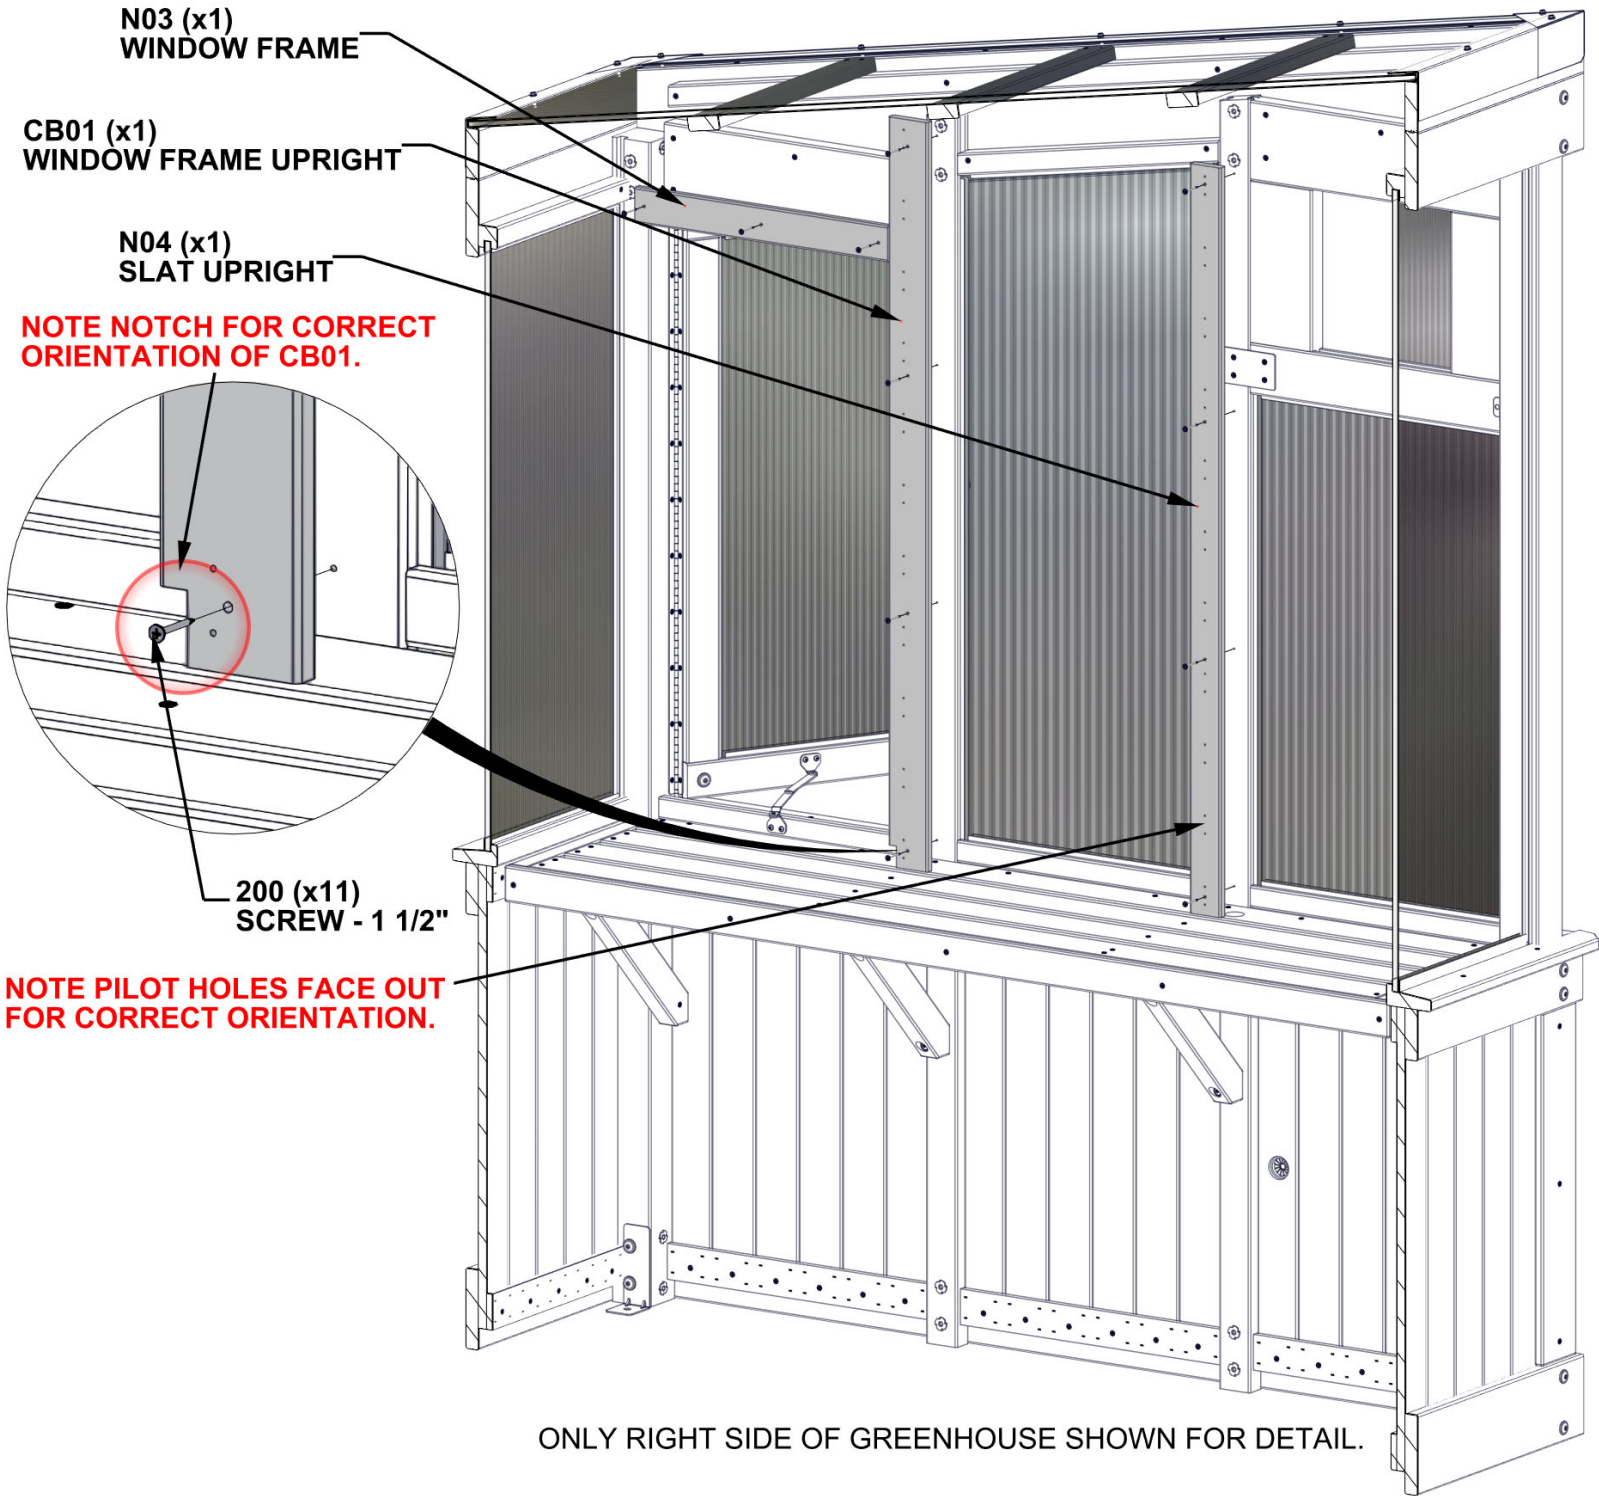 N03 (x1)
WINDOW FRAME
CB01 (x1)
WINDOW FRAME UPRIGHT
N04 (x1)
SLAT UPRIGHT
NOTE NOTCH FOR CORRECT
ORIENTATION OF CB01.
200 (x11)
SCREW - 1 1/2"
NOTE PILOT HOLES FACE OUT
FOR CORRECT ORIENTATION.
ONLY RIGHT SIDE OF GREENHOUSE SHOWN FOR DETAIL.